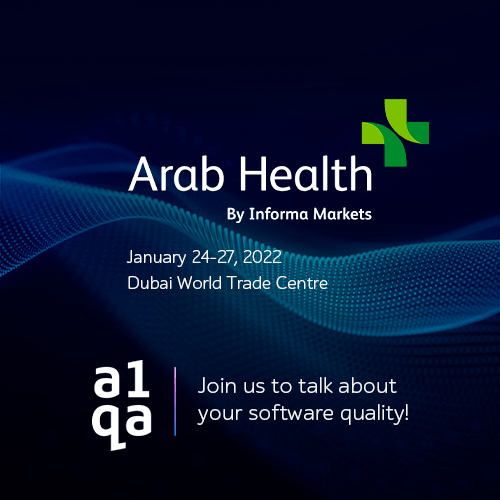 Arab Health
By Informa Markets
January 24-27, 2022
Dubai World Trade Centre
a1
qa
Join us to talk about
your software quality!